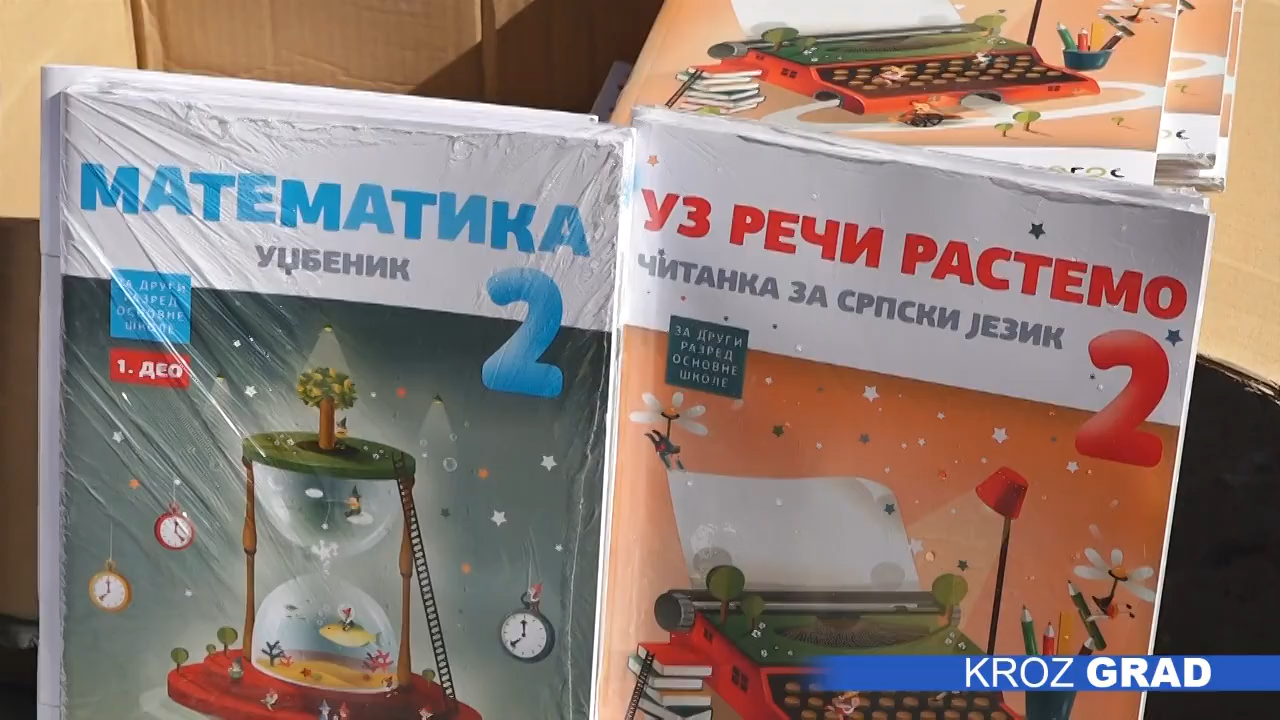 МАТЕМАТИКА
УЏБЕНИК
2
ЗА ДРУГИ
РАЗРЕД
ОСНОВНЕ
ШКОЛЕ
1. ДЕО
УЗ РЕЧИ РАСТЕМО
ЧИТАНКА ЗА СРПСКИ ЈЕЗИК
2
ЗА ДРУГИ
РАЗРЕД
ОСНОВНЕ
ШКОЛЕ
KROZ GRAD